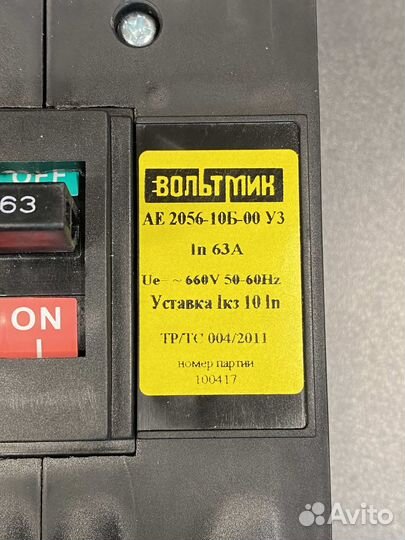 OFF
63
ON
I
ВОЛЬТМИК
АЕ 2056-10Б-00 У3
In 63А
Ue ~ 660V 50-60Hz
Уставка Iкз 10 In
ТР/ТС 004/2011
номер партии
100417
Avito